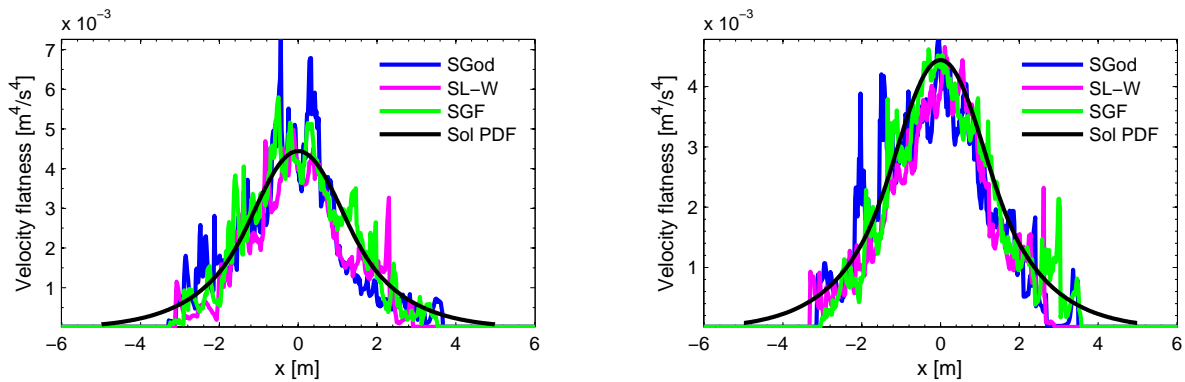 x 10⁻³
7
6
5
4
3
2
1
Velocity flatness [m⁴/s⁴]
SGod
SL−W
SGF
Sol PDF
−6 −4 −2 0 2 4 6
x [m]
x 10⁻³
4
3
2
1
Velocity flatness [m⁴/s⁴]
SGod
SL−W
SGF
Sol PDF
−6 −4 −2 0 2 4 6
x [m]